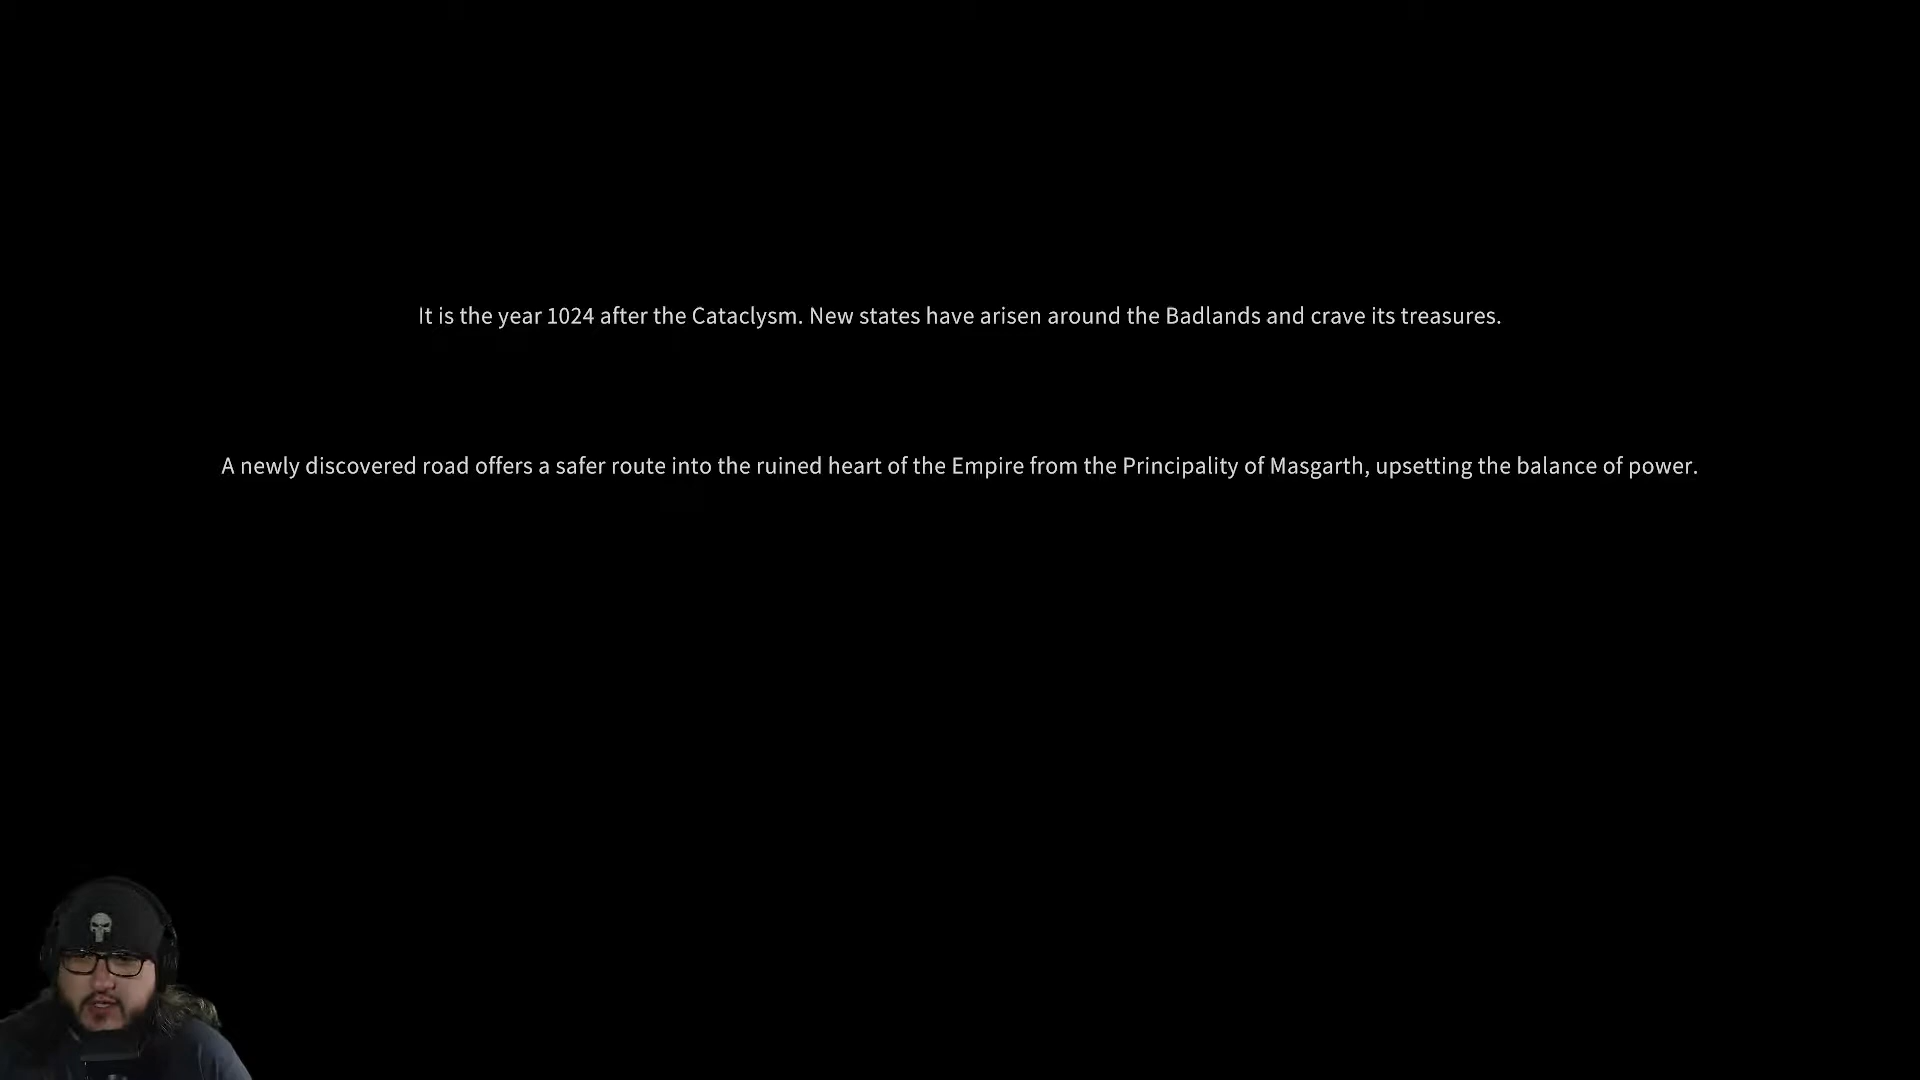 It is the year 1024 after the Cataclysm. New states have arisen around the Badlands and crave its treasures.
A newly discovered road offers a safer route into the ruined heart of the Empire from the Principality of Masgarth, upsetting the balance of power.